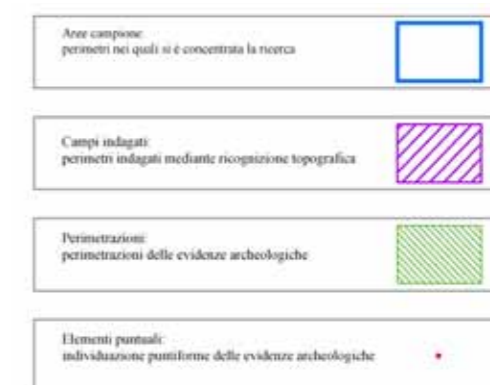 Aree campione:
perimetri nei quali si è concentrata la ricerca
Campi indagati:
perimetri indagati mediante ricognizione topografica
Perimetrazioni:
perimetrazioni delle evidenze archeologiche
Elementi puntuali:
individuazione puntiforme delle evidenze archeologiche